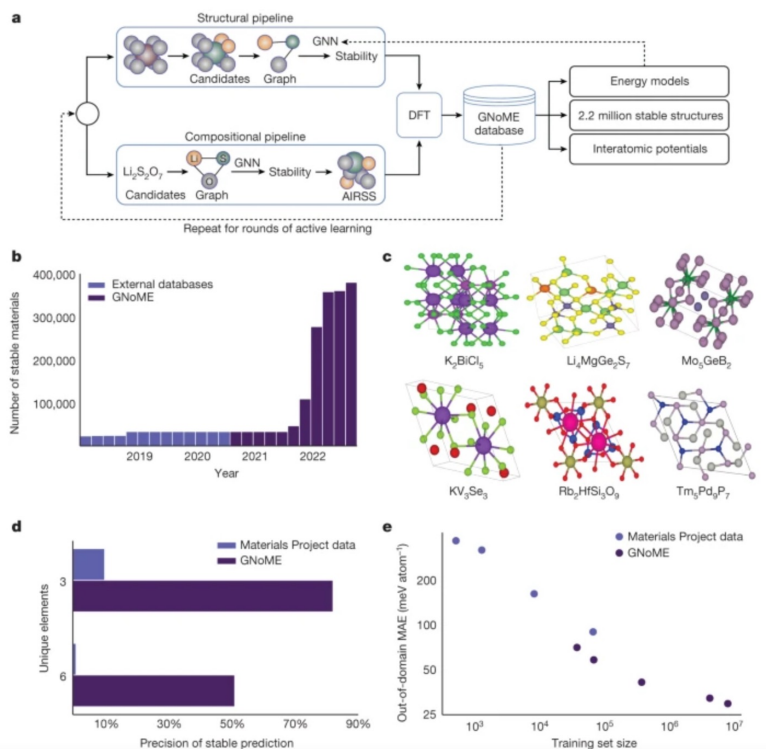 a
Structural pipeline
GNN
Stability
Candidates
Graph
Compositional pipeline
Li₂S₂O₇
Li
Si
O
GNN
Stability
Candidates
Graph
AIRSS
DFT
GNoME
database
Energy models
2.2 million stable structures
Interatomic potentials
Repeat for rounds of active learning
b
Number of stable materials
400,000
300,000
200,000
100,000
External databases
GNoME
2019 2020 2021 2022
Year
c
K₂BiCl₅
Li₄MgGe₂S₇
Mo₅GeB₂
KV₃Se₃
Rb₂HfSi₃O₉
Tm₅Pd₉P₇
d
Materials Project data
GNoME
Unique elements
3
6
10% 30% 50% 70% 90%
Precision of stable prediction
e
Out-of-domain MAE (meV atom⁻¹)
Materials Project data
GNoME
200
100
50
25
10³ 10⁴ 10⁵ 10⁶ 10⁷
Training set size